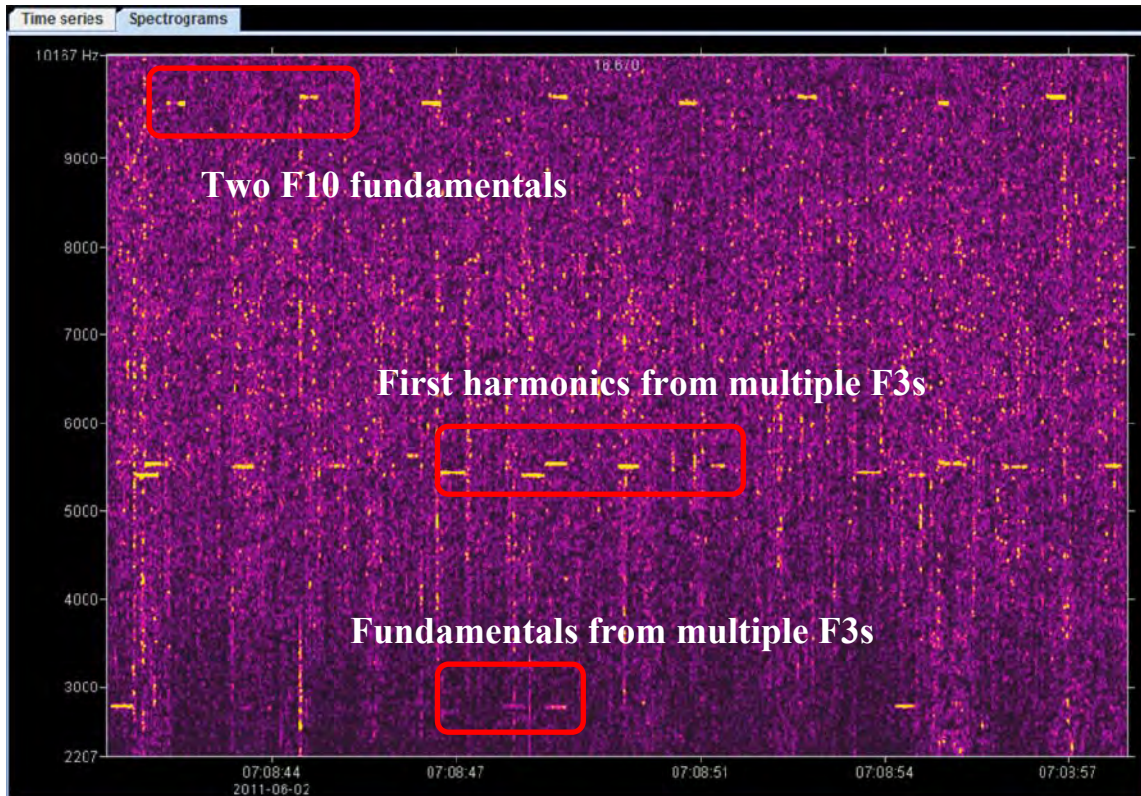 Time series Spectrograms
10167 Hz
16.670
9000
Two F10 fundamentals
8000
7000
First harmonics from multiple F3s
6000
5000
4000
Fundamentals from multiple F3s
3000
2207
07:08:44 07:08:47 07:08:51 07:08:54 07:03:57
2011-06-02